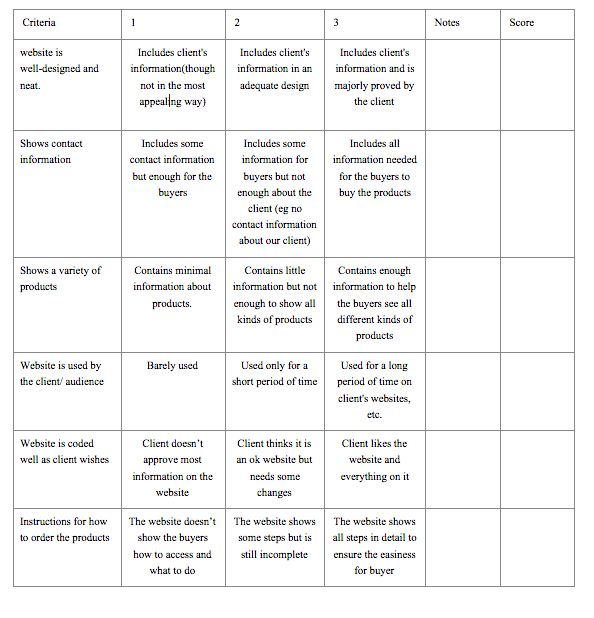 Criteria 1 2 3 Notes Score
website is
well-designed and
neat.
Includes client's
information(though
not in the most
appealing way)
Includes client's
information in an
adequate design
Includes client's
information and is
majorly proved by
the client
Shows contact
information
Includes some
contact information
but enough for the
buyers
Includes some
information for
buyers but not
enough about the
client (eg no
contact information
about our client)
Includes all
information needed
for the buyers to
buy the products
Shows a variety of
products
Contains minimal
information about
products.
Contains little
information but not
enough to show all
kinds of products
Contains enough
information to help
the buyers see all
different kinds of
products
Website is used by
the client/ audience
Barely used
Used only for a
short period of time
Used for a long
period of time on
client's websites,
etc.
Website is coded
well as client wishes
Client doesn’t
approve most
information on the
website
Client thinks it is
an ok website but
needs some
changes
Client likes the
website and
everything on it
Instructions for how
to order the products
The website doesn’t
show the buyers
how to access and
what to do
The website shows
some steps but is
still incomplete
The website shows
all steps in detail to
ensure the easiness
for buyer